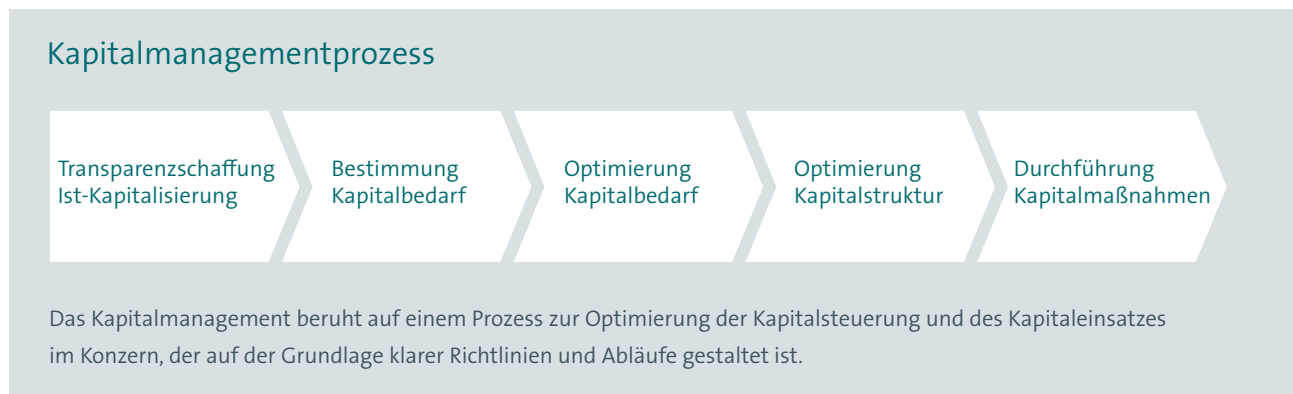 Kapitalmanagementprozess
Transparenzschaffung
Ist-Kapitalisierung
Bestimmung
Kapitalbedarf
Optimierung
Kapitalbedarf
Optimierung
Kapitalstruktur
Durchführung
Kapitalmaßnahmen
Das Kapitalmanagement beruht auf einem Prozess zur Optimierung der Kapitalsteuerung und des Kapitaleinsatzes
im Konzern, der auf der Grundlage klarer Richtlinien und Abläufe gestaltet ist.